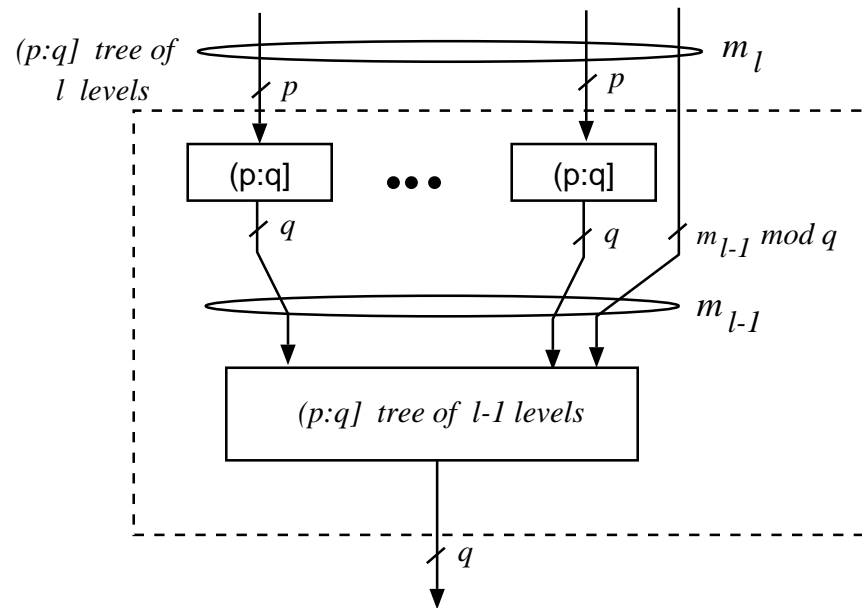 (p:q] tree of
l levels
m_l
p
p
(p:q]
•••
(p:q]
q
q
m_{l-1} mod q
m_{l-1}
(p:q] tree of l-1 levels
q